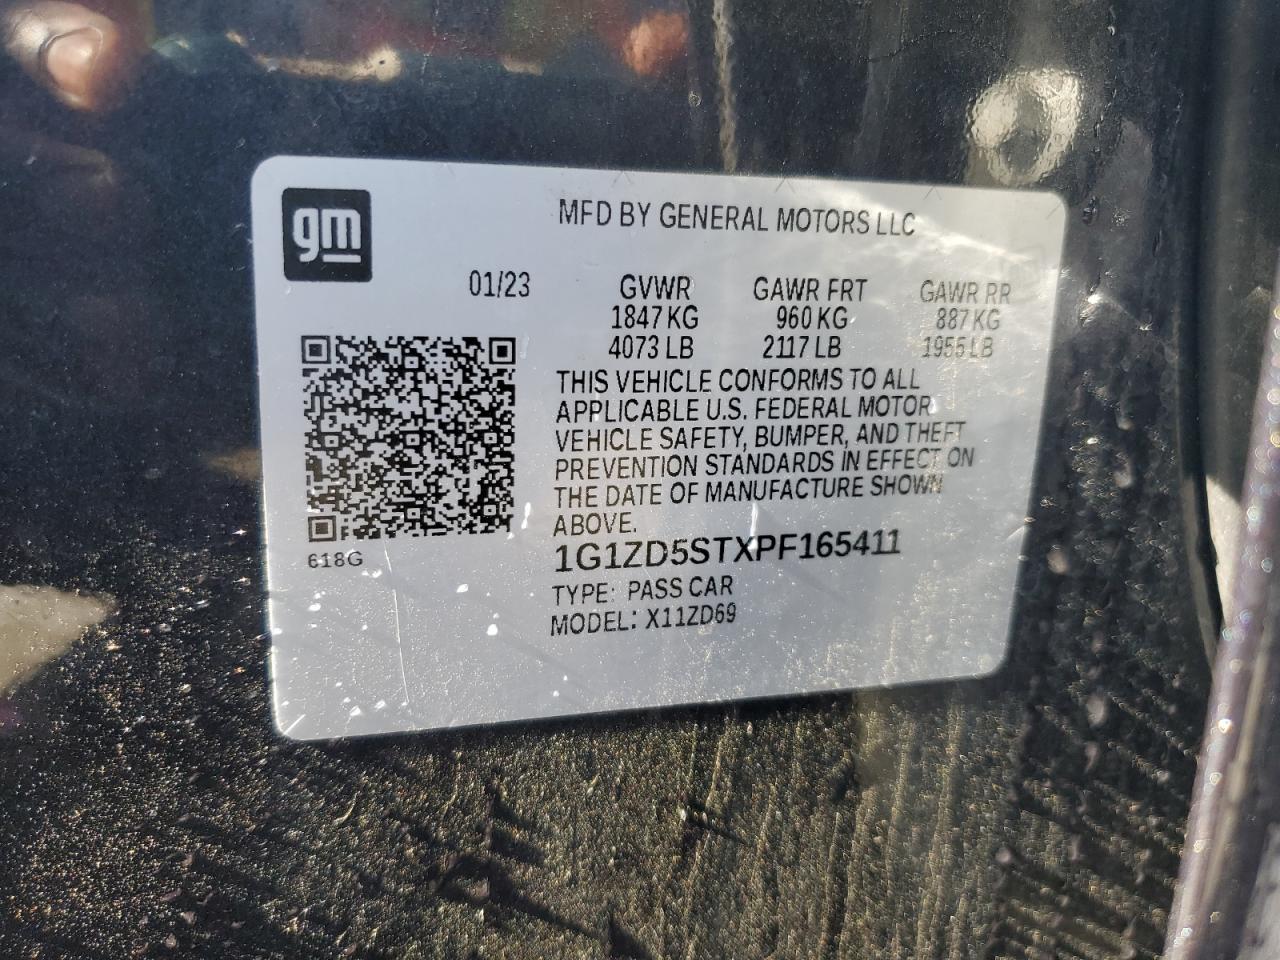 gm
MFD BY GENERAL MOTORS LLC
01/23 GVWR GAWR FRT GAWR RR
1847 KG 960 KG 887 KG
4073 LB 2117 LB 1955 LB
THIS VEHICLE CONFORMS TO ALL
APPLICABLE U.S. FEDERAL MOTOR
VEHICLE SAFETY, BUMPER, AND THEFT
PREVENTION STANDARDS IN EFFECT ON
THE DATE OF MANUFACTURE SHOWN
ABOVE.
618G
1G1ZD5STXPF165411
TYPE: PASS CAR
MODEL: X11ZD69